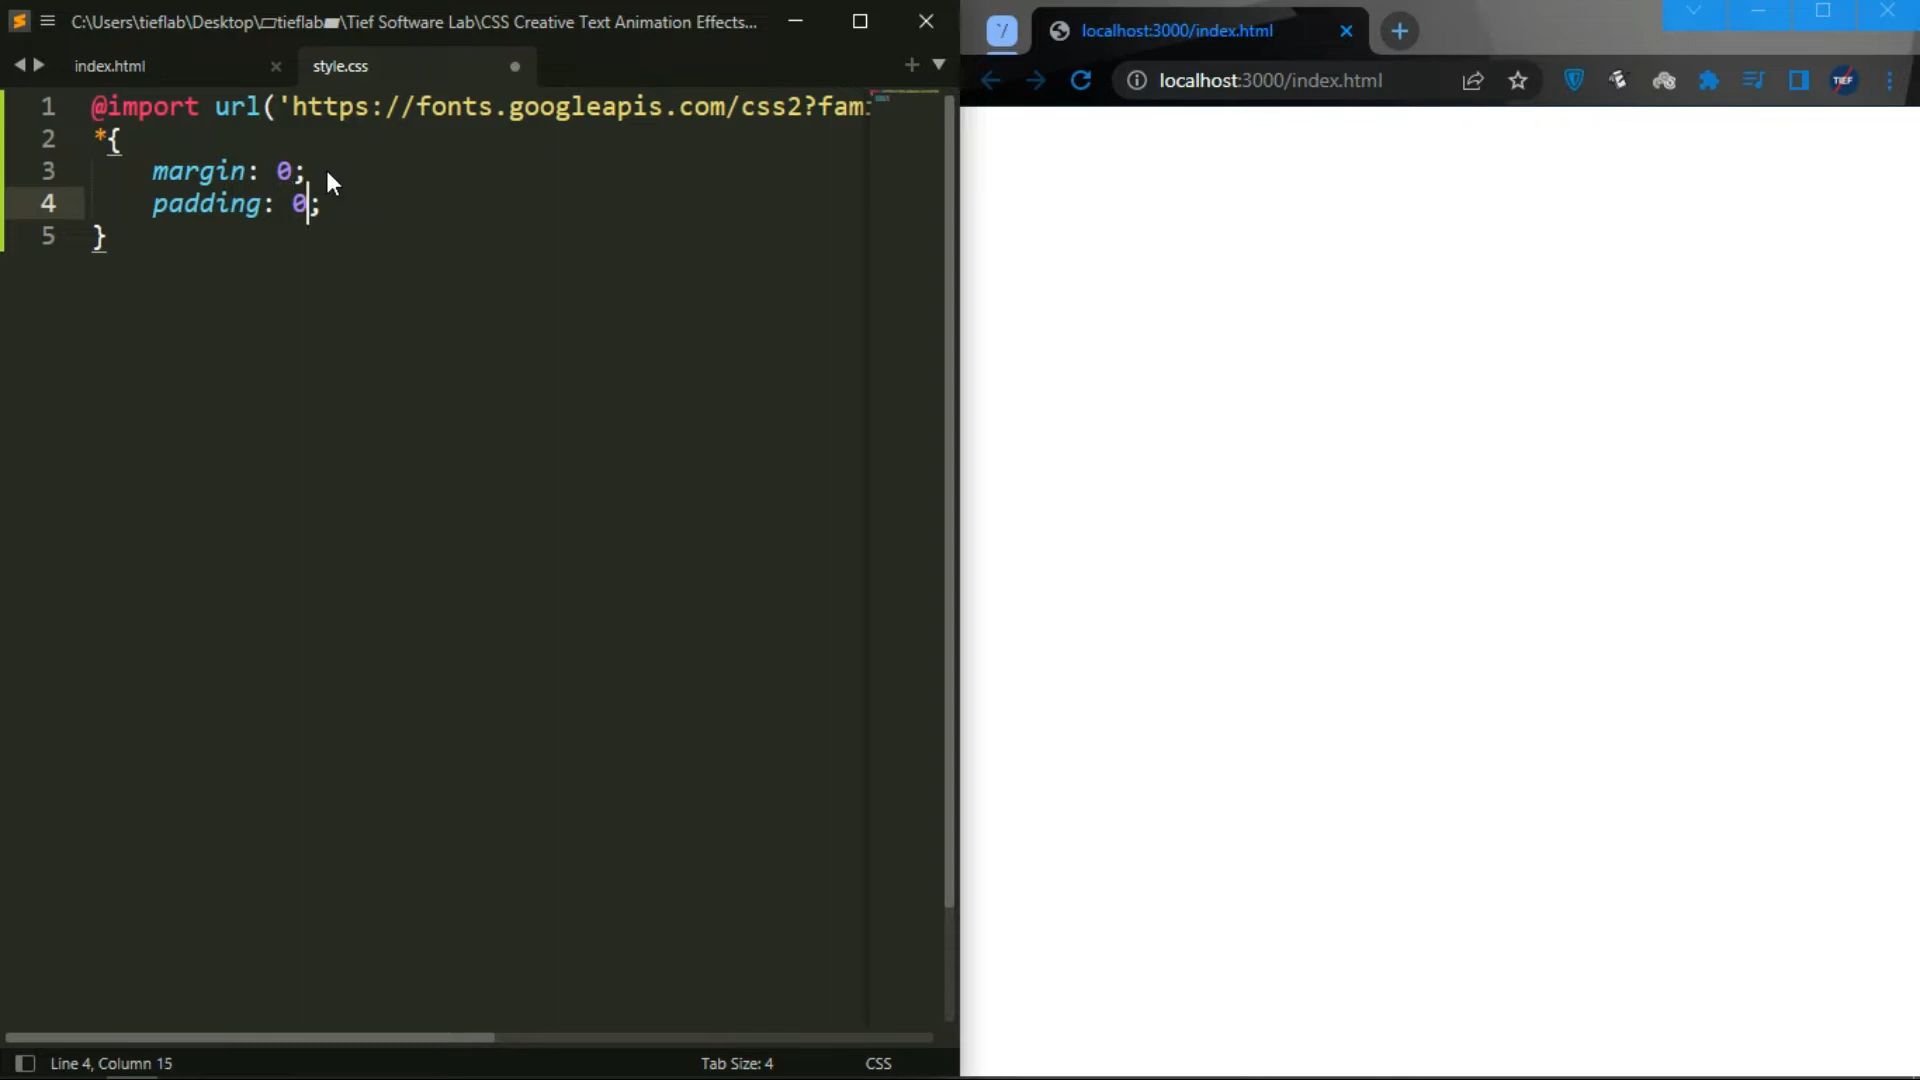 C:\Users\tieflab\Desktop\▭tieflab▰\Tief Software Lab\CSS Creative Text Animation Effects...
index.html
style.css
1 @import url('https://fonts.googleapis.com/css2?fam
2 *{
3 margin: 0;
4 padding: 0;
5 }
Line 4, Column 15
Tab Size: 4
CSS
localhost:3000/index.html
localhost:3000/index.html
TIEF